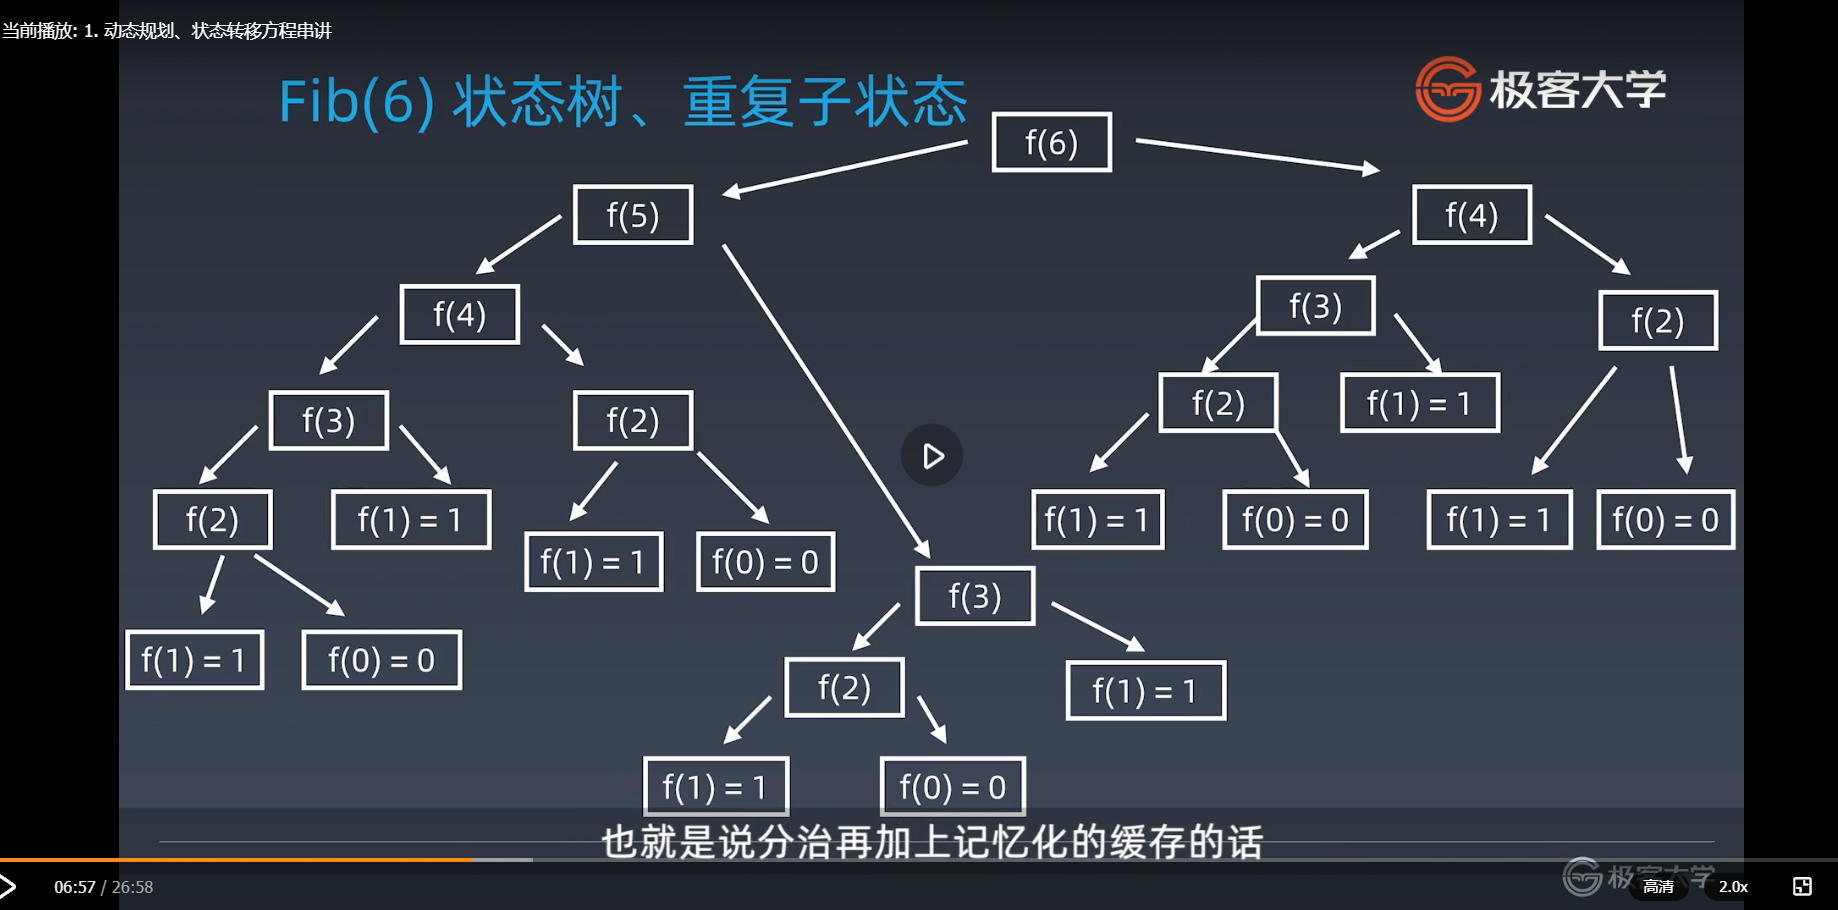 当前播放: 1. 动态规划、状态转移方程串讲
Fib(6) 状态树、重复子状态
极客大学
f(6)
f(5)
f(4)
f(4)
f(3)
f(2)
f(3)
f(2)
f(2)
f(1) = 1
f(2)
f(1) = 1
f(1) = 1
f(0) = 0
f(1) = 1
f(0) = 0
f(1) = 1
f(0) = 0
f(3)
f(1) = 1
f(0) = 0
f(2)
f(1) = 1
f(1) = 1
f(0) = 0
也就是说分治再加上记忆化的缓存的话
06:57 / 26:58
极客大学
高清
2.0x